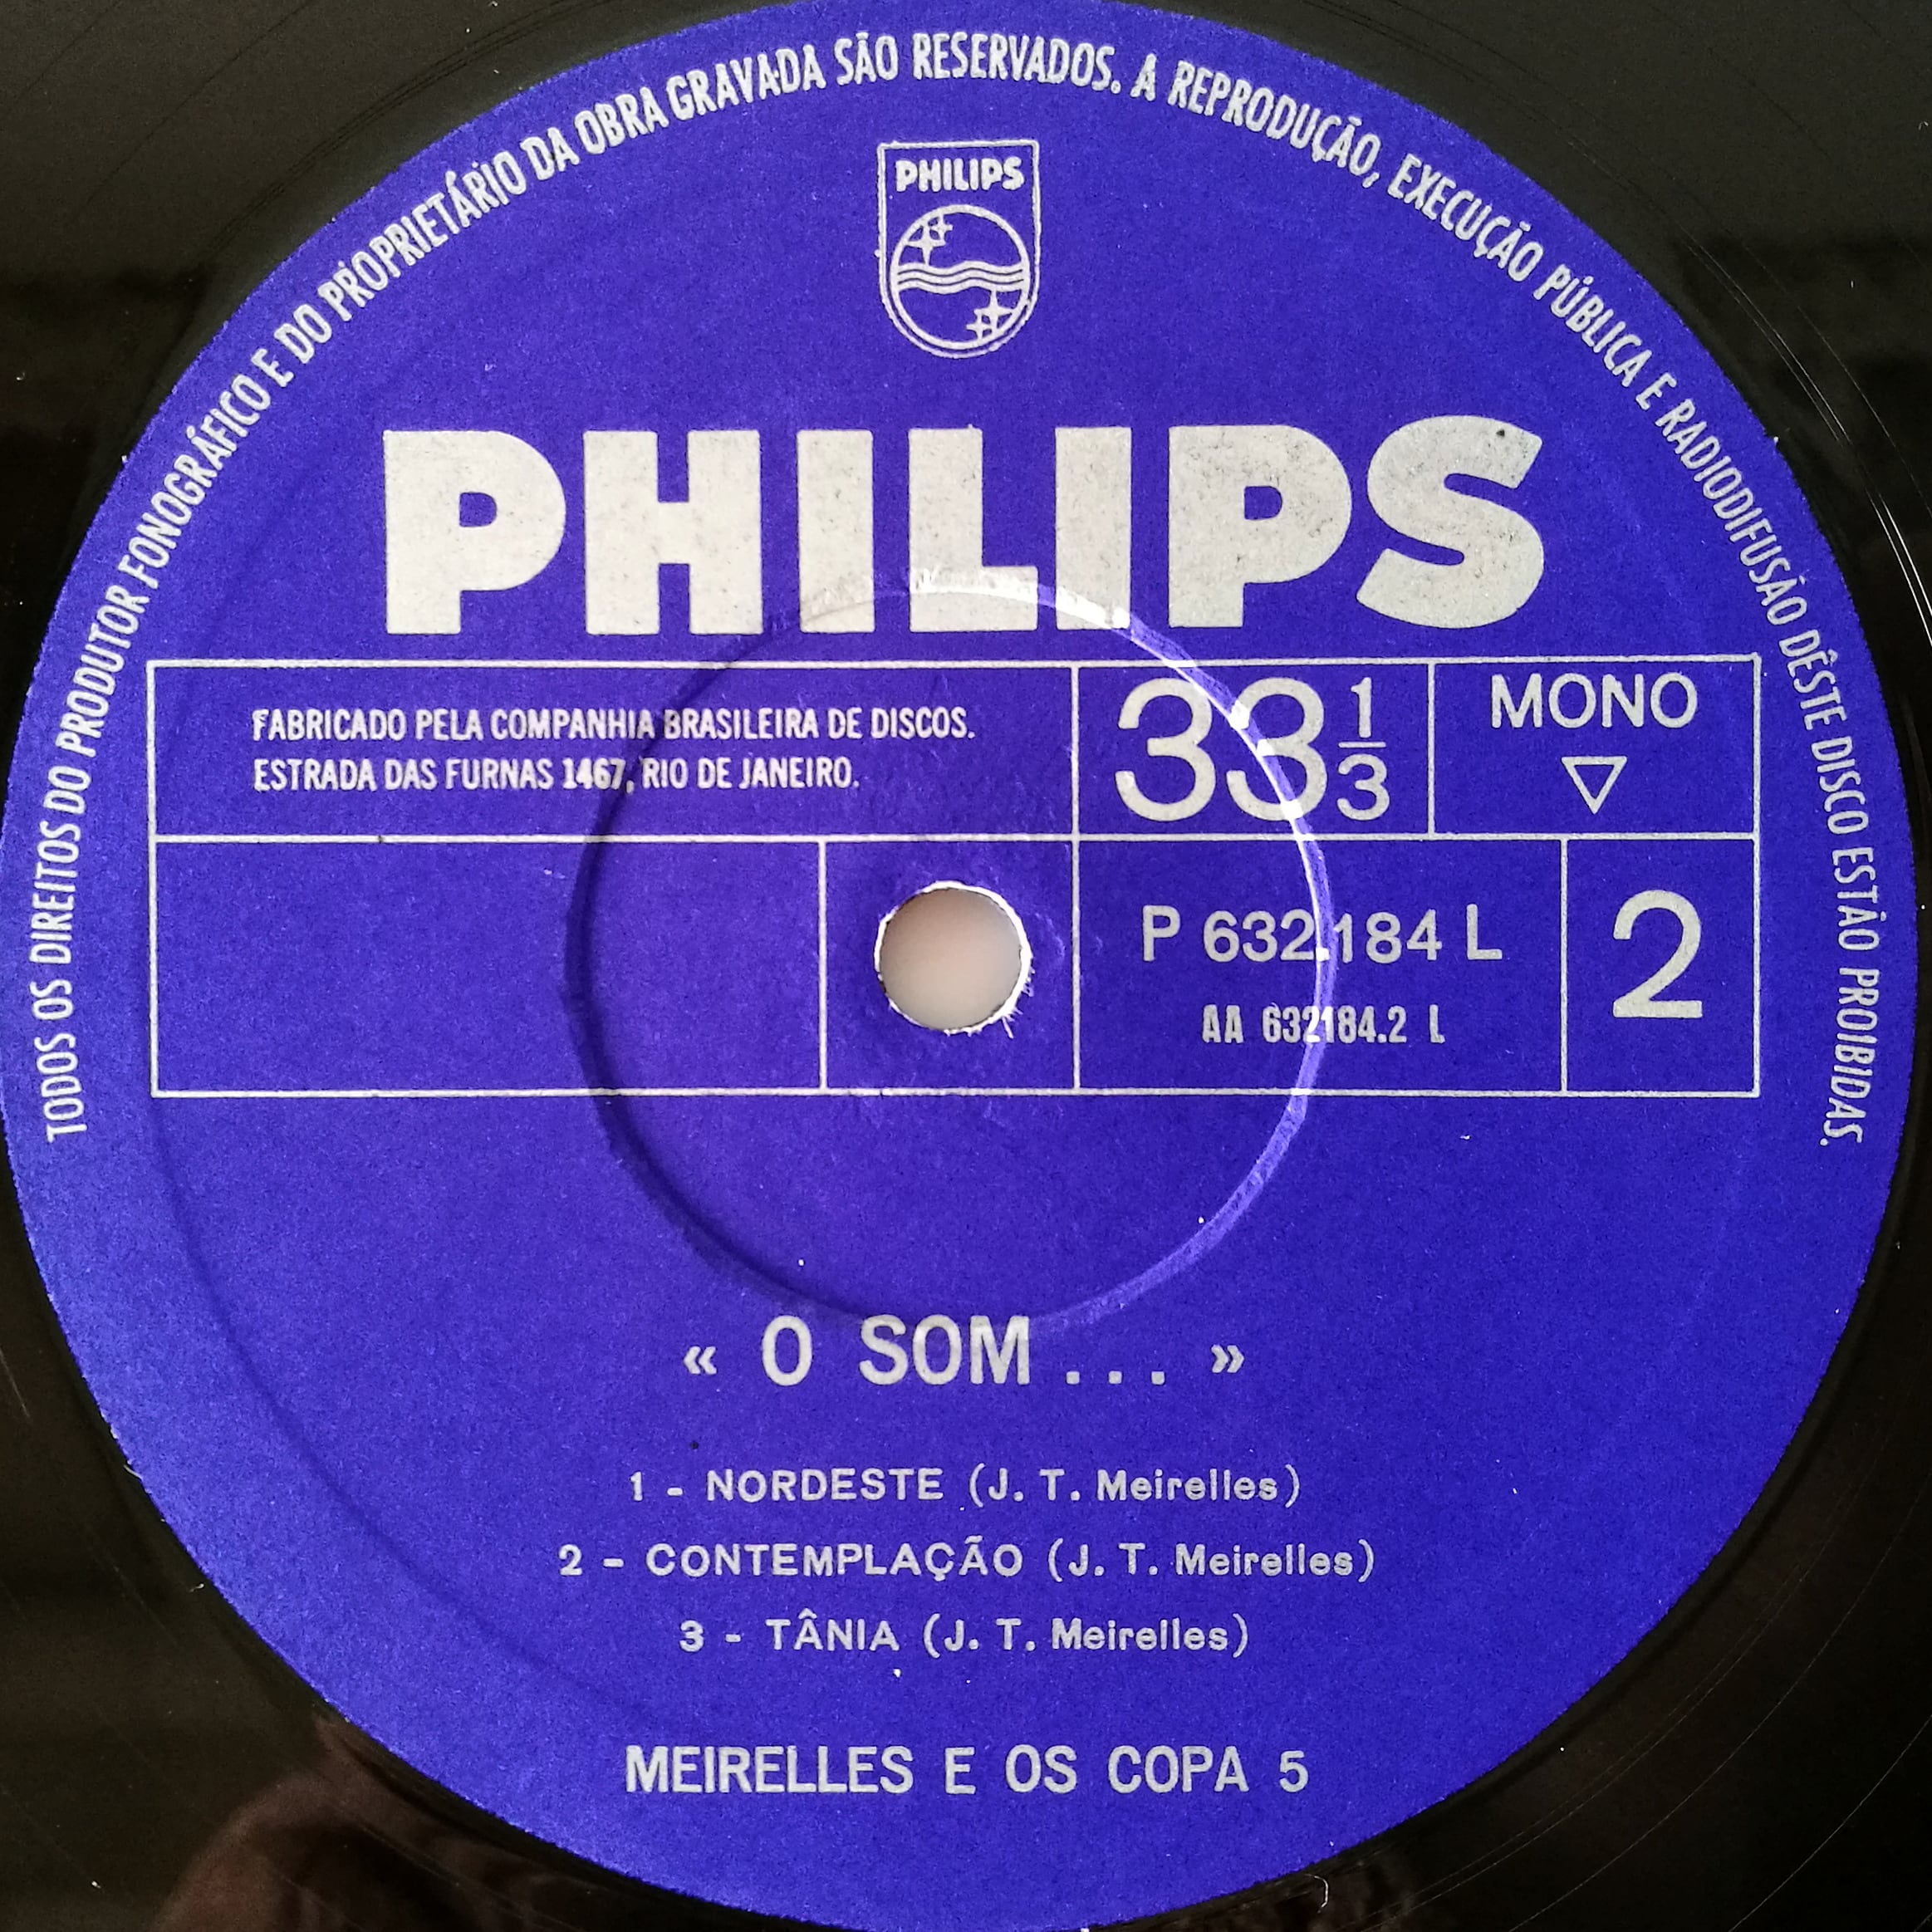 TODOS OS DIREITOS DO PRODUTOR FONOGRÁFICO E DO PROPRIETÁRIO DA OBRA GRAVADA SÃO RESERVADOS. A REPRODUÇÃO, EXECUÇÃO PÚBLICA E RADIODIFUSÃO DÊSTE DISCO ESTÃO PROIBIDAS.
PHILIPS
PHILIPS
FABRICADO PELA COMPANHIA BRASILEIRA DE DISCOS.
ESTRADA DAS FURNAS 1467, RIO DE JANEIRO.
33 1/3
MONO
P 632.184 L
AA 632184.2 L
2
« O SOM... »
1 - NORDESTE (J. T. Meirelles)
2 - CONTEMPLAÇÃO (J. T. Meirelles)
3 - TÂNIA (J. T. Meirelles)
MEIRELLES E OS COPA 5